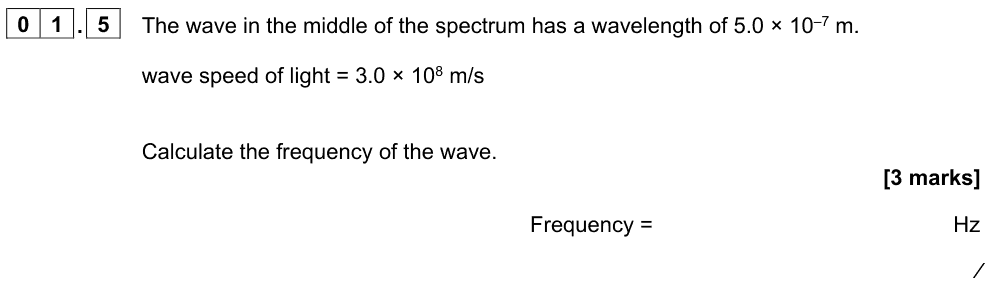 0 1 . 5 The wave in the middle of the spectrum has a wavelength of 5.0 × 10⁻⁷ m.
wave speed of light = 3.0 × 10⁸ m/s
Calculate the frequency of the wave.
[3 marks]
Frequency = Hz
/